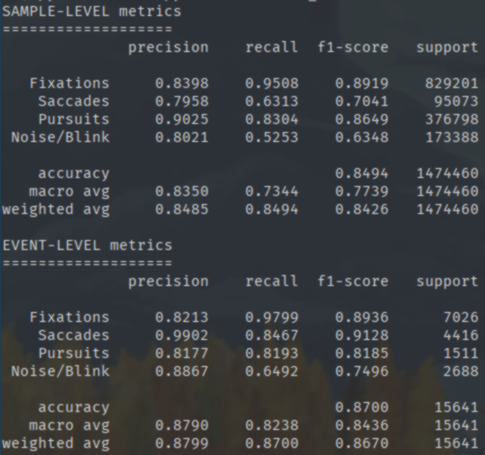 SAMPLE-LEVEL metrics
===================
precision recall f1-score support
Fixations 0.8398 0.9508 0.8919 829201
Saccades 0.7958 0.6313 0.7041 95073
Pursuits 0.9025 0.8304 0.8649 376798
Noise/Blink 0.8021 0.5253 0.6348 173388
accuracy 0.8494 1474460
macro avg 0.8350 0.7344 0.7739 1474460
weighted avg 0.8485 0.8494 0.8426 1474460
EVENT-LEVEL metrics
===================
precision recall f1-score support
Fixations 0.8213 0.9799 0.8936 7026
Saccades 0.9902 0.8467 0.9128 4416
Pursuits 0.8177 0.8193 0.8185 1511
Noise/Blink 0.8867 0.6492 0.7496 2688
accuracy 0.8700 15641
macro avg 0.8790 0.8238 0.8436 15641
weighted avg 0.8799 0.8700 0.8670 15641